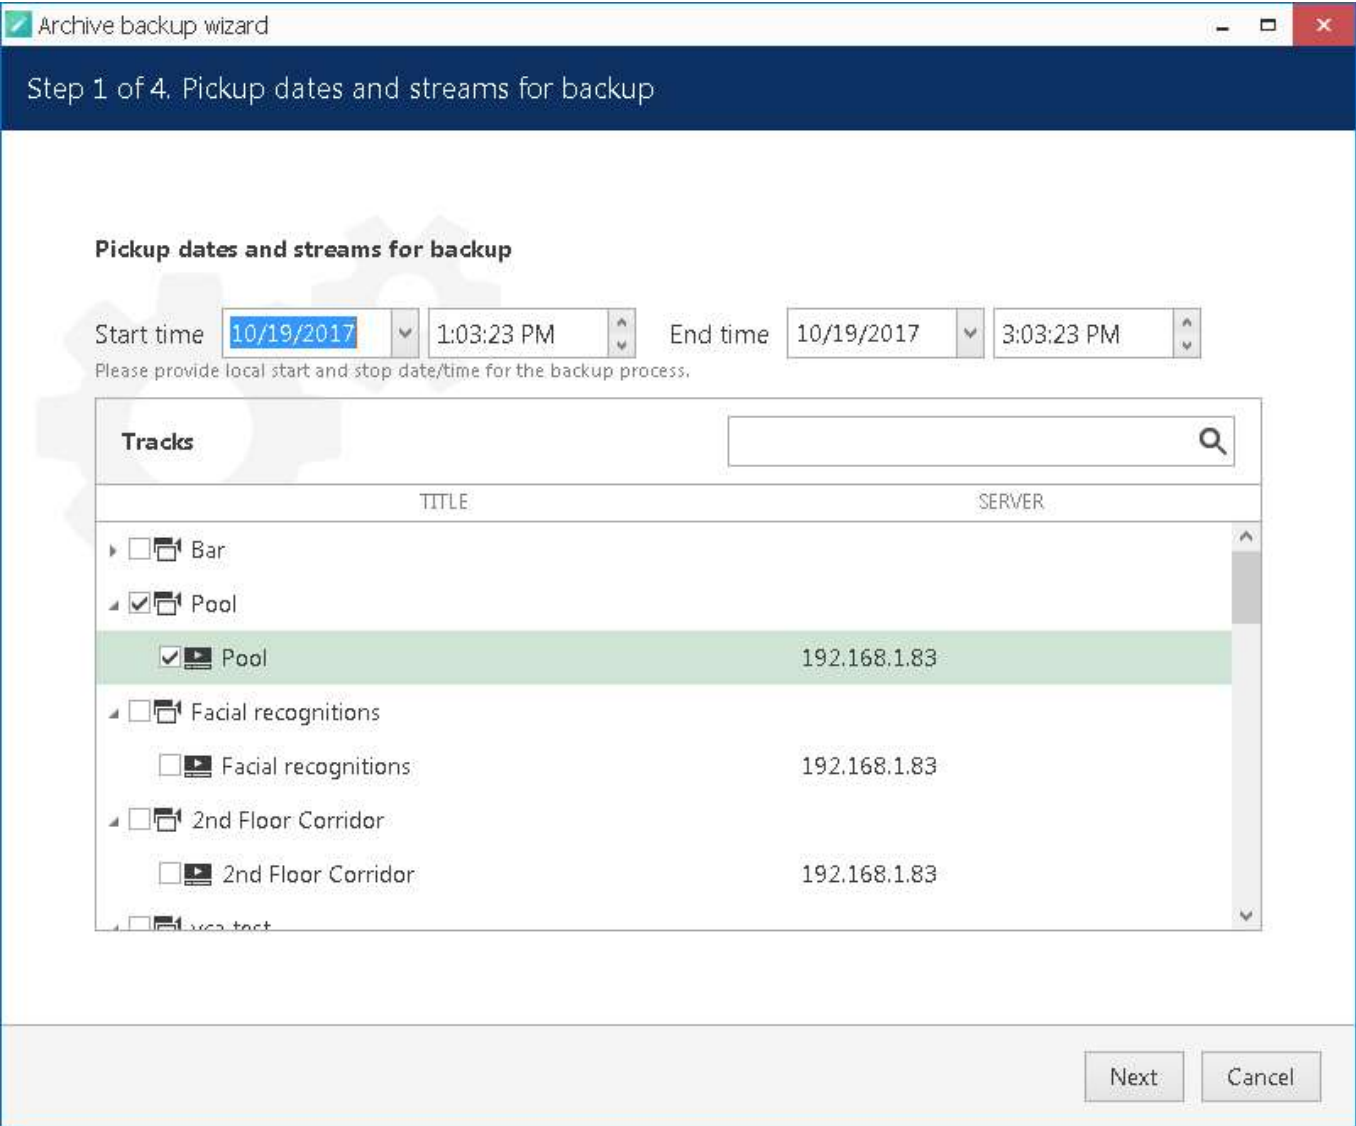 Archive backup wizard
Step 1 of 4. Pickup dates and streams for backup
Pickup dates and streams for backup
Start time 10/19/2017 1:03:23 PM End time 10/19/2017 3:03:23 PM
Please provide local start and stop date/time for the backup process.
Tracks
TITLE SERVER
Bar
Pool
Pool 192.168.1.83
Facial recognitions
Facial recognitions 192.168.1.83
2nd Floor Corridor
2nd Floor Corridor 192.168.1.83
vca test
Next Cancel